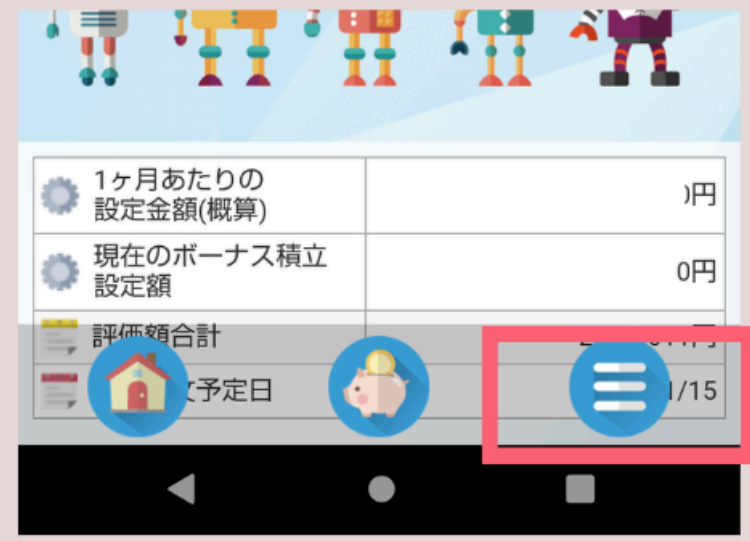 1ヶ月あたりの
設定金額(概算)
円
現在のボーナス積立
設定額
0円
評価額合計
円
予定日
1/15